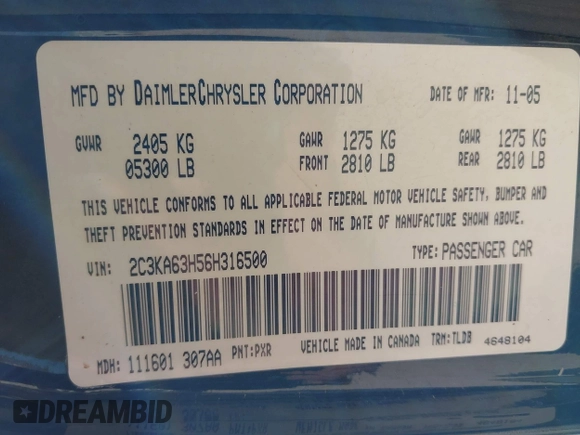 MFD BY DAIMLERCHRYSLER CORPORATION DATE OF MFR: 11-05
GVWR 2405 KG GAWR 1275 KG GAWR 1275 KG
05300 LB FRONT 2810 LB REAR 2810 LB
THIS VEHICLE CONFORMS TO ALL APPLICABLE FEDERAL MOTOR VEHICLE SAFETY, BUMPER AND
THEFT PREVENTION STANDARDS IN EFFECT ON THE DATE OF MANUFACTURE SHOWN ABOVE.
VIN: 2C3KA63H56H316500 TYPE: PASSENGER CAR
MDH: 111601 307AA PNT: PXR VEHICLE MADE IN CANADA TRM: TLDB 4648104
DREAMBID